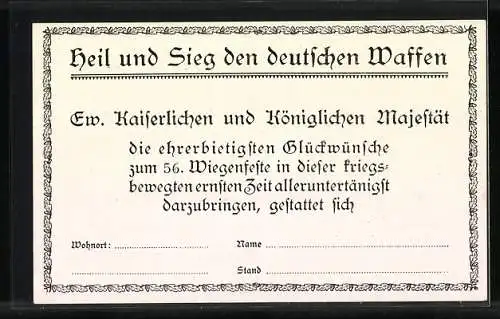 Heil und Sieg den deutschen Waffen
Ew. Kaiserlichen und Königlichen Majestät
die ehrerbietigsten Glückwünsche
zum 56. Wiegenfeste in dieser kriegs-
bewegten ernsten Zeit alleruntertänigst
darzubringen, gestattet sich
Wohnort: Name
Stand